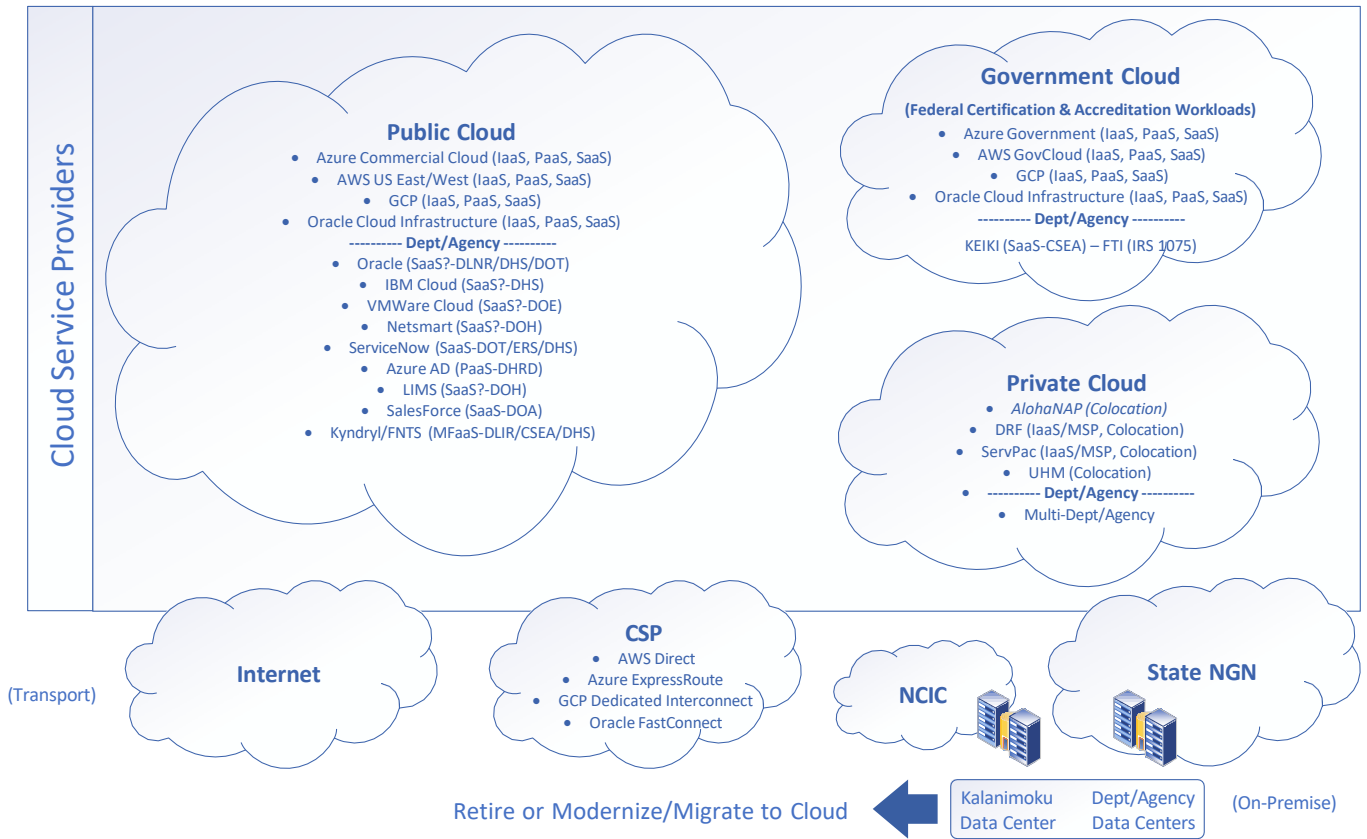 Cloud Service Providers
Public Cloud
• Azure Commercial Cloud (IaaS, PaaS, SaaS)
• AWS US East/West (IaaS, PaaS, SaaS)
• GCP (IaaS, PaaS, SaaS)
• Oracle Cloud Infrastructure (IaaS, PaaS, SaaS)
---------- Dept/Agency ----------
• Oracle (SaaS?-DLNR/DHS/DOT)
• IBM Cloud (SaaS?-DHS)
• VMWare Cloud (SaaS?-DOE)
• Netsmart (SaaS?-DOH)
• ServiceNow (SaaS-DOT/ERS/DHS)
• Azure AD (PaaS-DHRD)
• LIMS (SaaS?-DOH)
• SalesForce (SaaS-DOA)
• Kyndryl/FNTS (MFaaS-DLIR/CSEA/DHS)
Government Cloud
(Federal Certification & Accreditation Workloads)
• Azure Government (IaaS, PaaS, SaaS)
• AWS GovCloud (IaaS, PaaS, SaaS)
• GCP (IaaS, PaaS, SaaS)
• Oracle Cloud Infrastructure (IaaS, PaaS, SaaS)
---------- Dept/Agency ----------
KEIKI (SaaS-CSEA) – FTI (IRS 1075)
Private Cloud
• AlohaNAP (Colocation)
• DRF (IaaS/MSP, Colocation)
• ServPac (IaaS/MSP, Colocation)
• UHM (Colocation)
• ---------- Dept/Agency ----------
• Multi-Dept/Agency
(Transport)
Internet
CSP
• AWS Direct
• Azure ExpressRoute
• GCP Dedicated Interconnect
• Oracle FastConnect
NCIC
State NGN
Retire or Modernize/Migrate to Cloud
Kalanimoku
Data Center
Dept/Agency
Data Centers
(On-Premise)